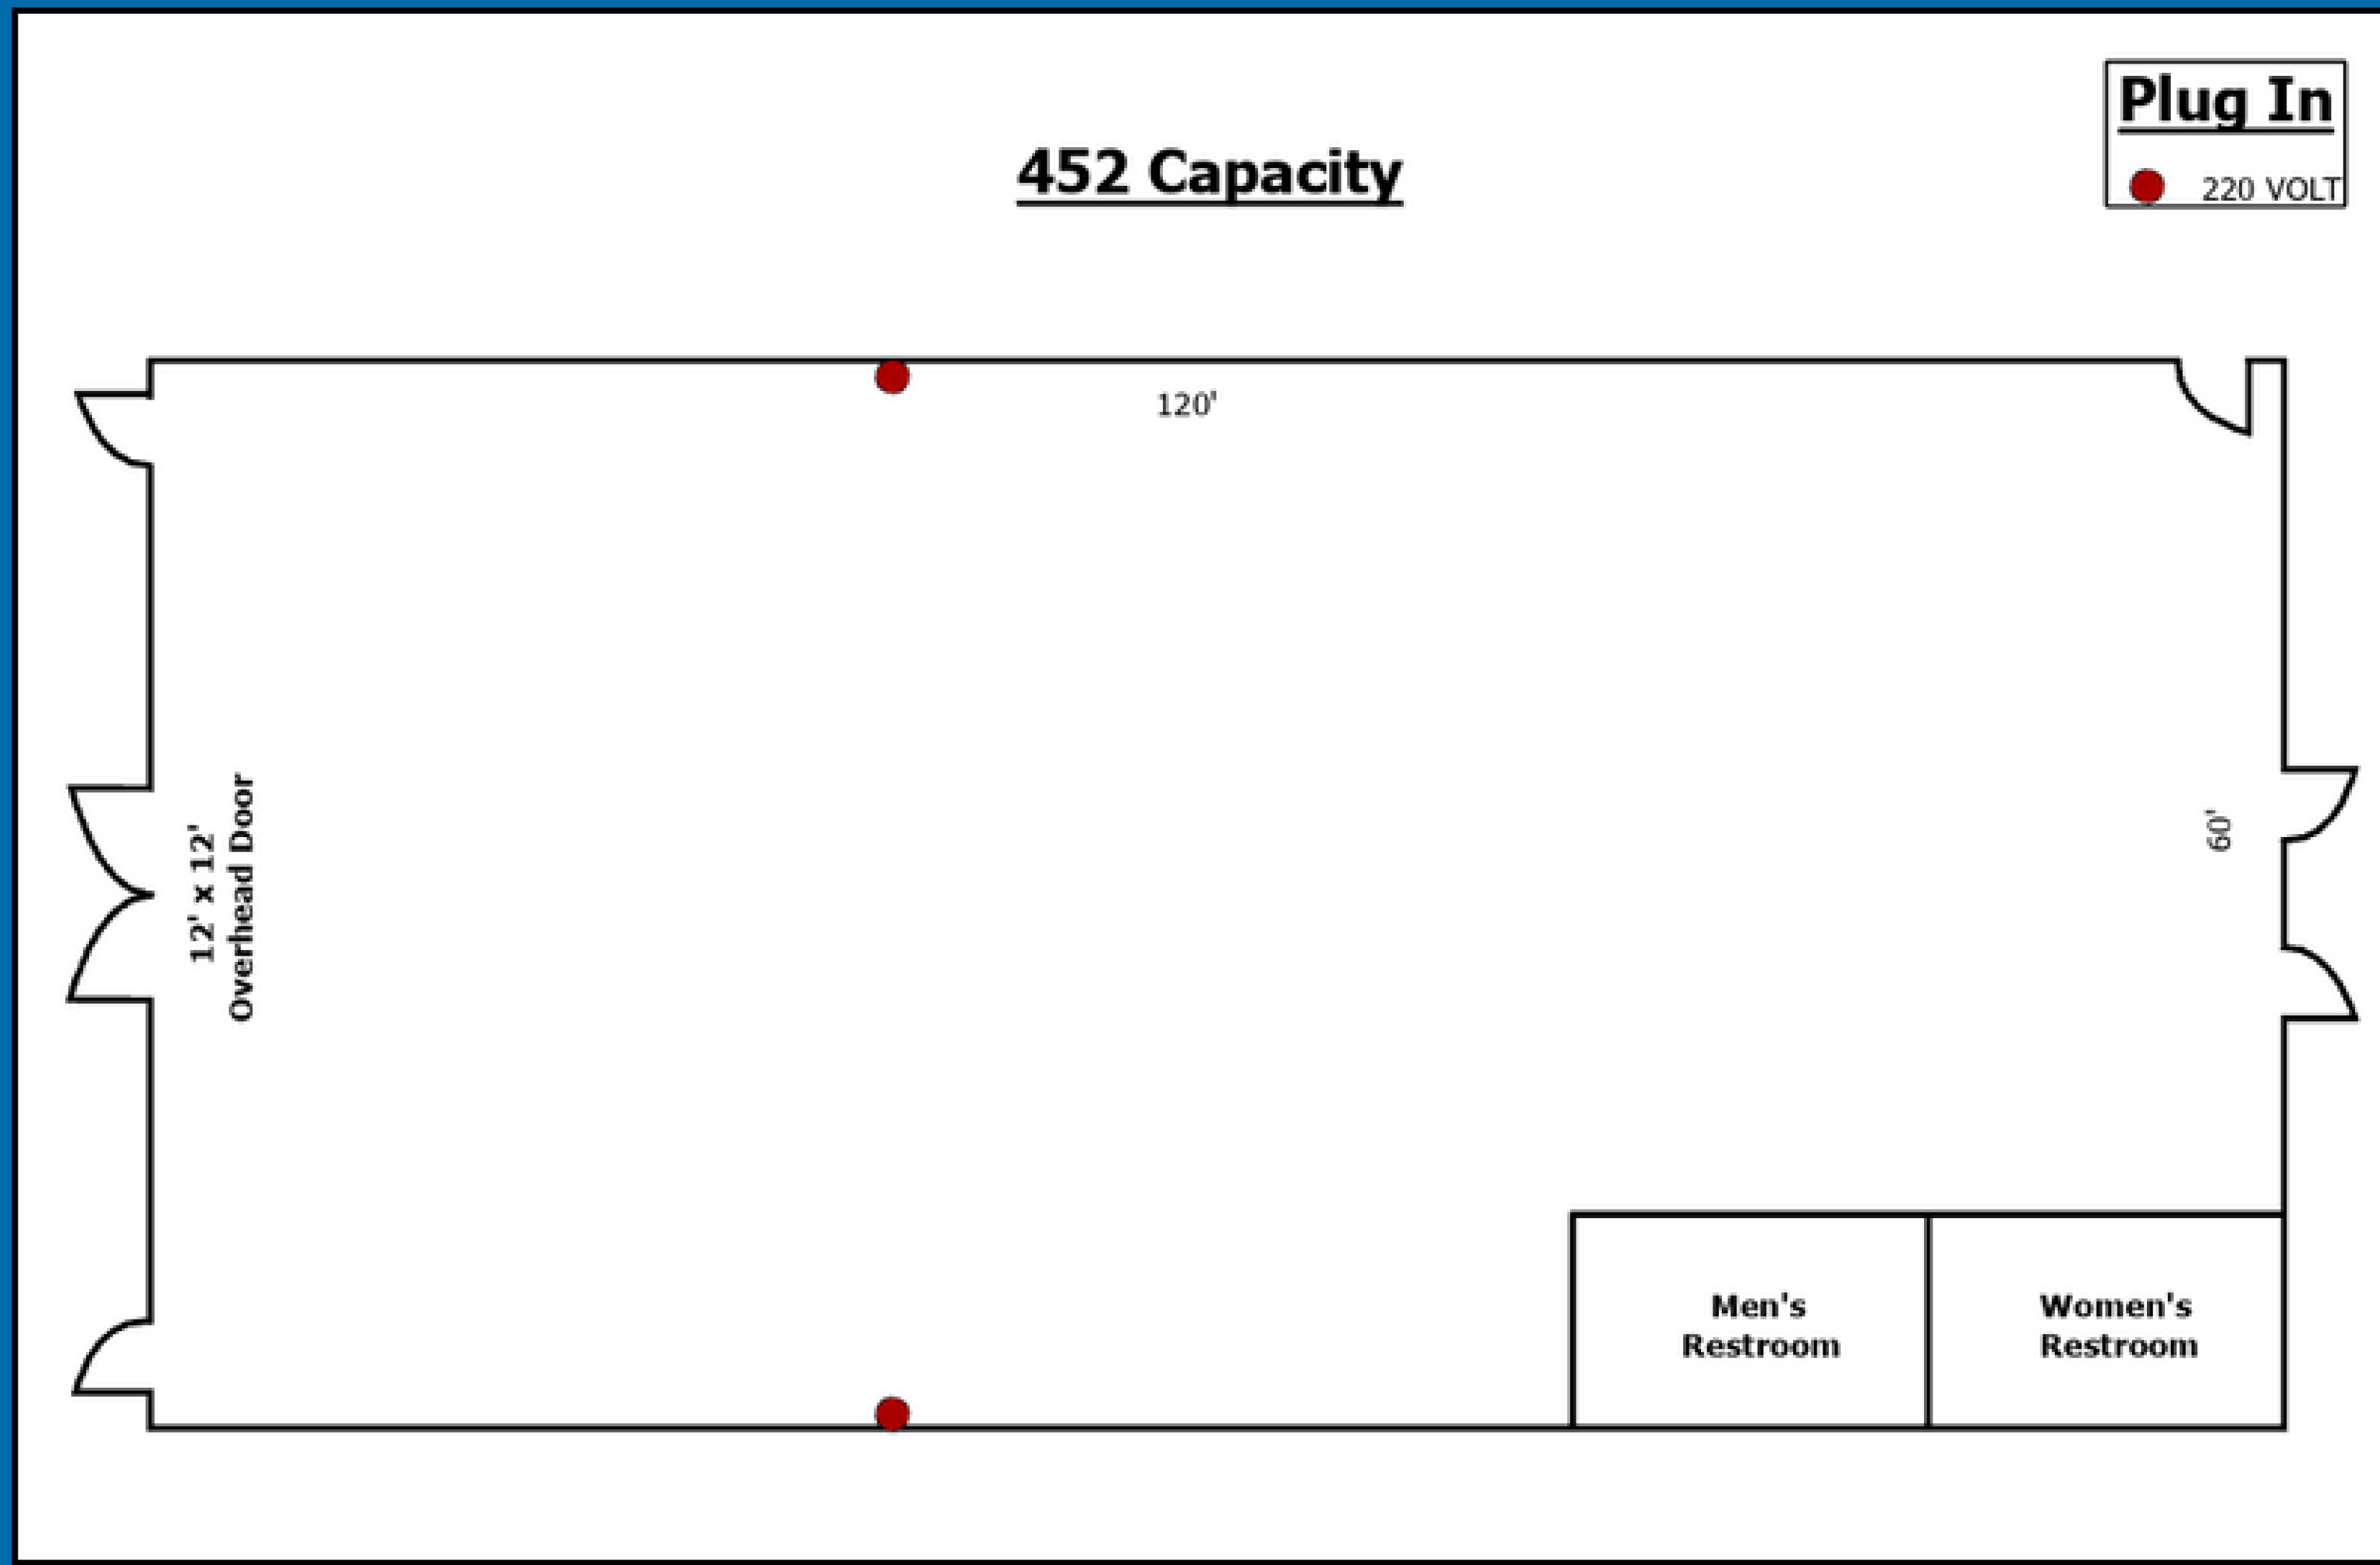 Plug In
220 VOLT
452 Capacity
120'
12' x 12'
Overhead Door
60'
Men's
Restroom
Women's
Restroom